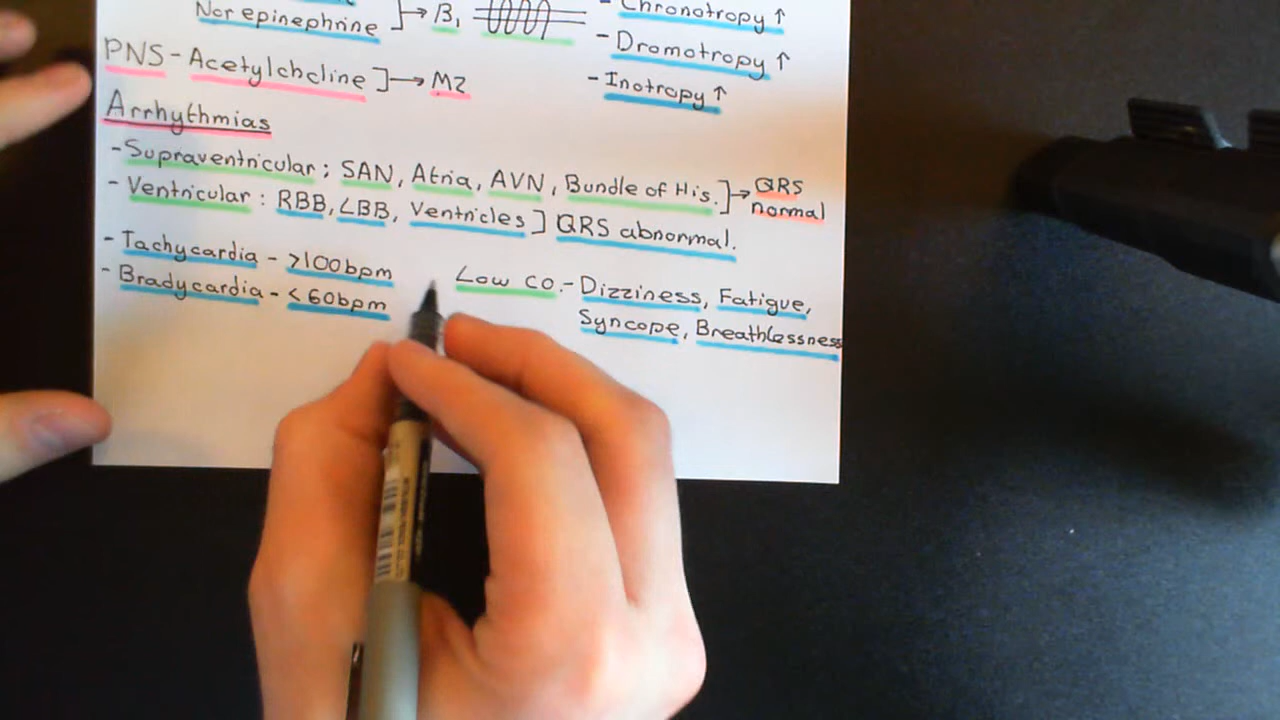 Norepinephrine ]→ β1
- Chronotropy ↑
- Dromotropy ↑
- Inotropy ↑
PNS - Acetylcholine ]→ M2
Arrhythmias
- Supraventricular ; SAN, Atria, AVN, Bundle of His. ]→ QRS normal
- Ventricular : RBB, LBB, Ventricles ] QRS abnormal.
- Tachycardia - >100bpm
- Bradycardia - <60bpm
Low CO.- Dizziness, Fatigue,
Syncope, Breathlessness